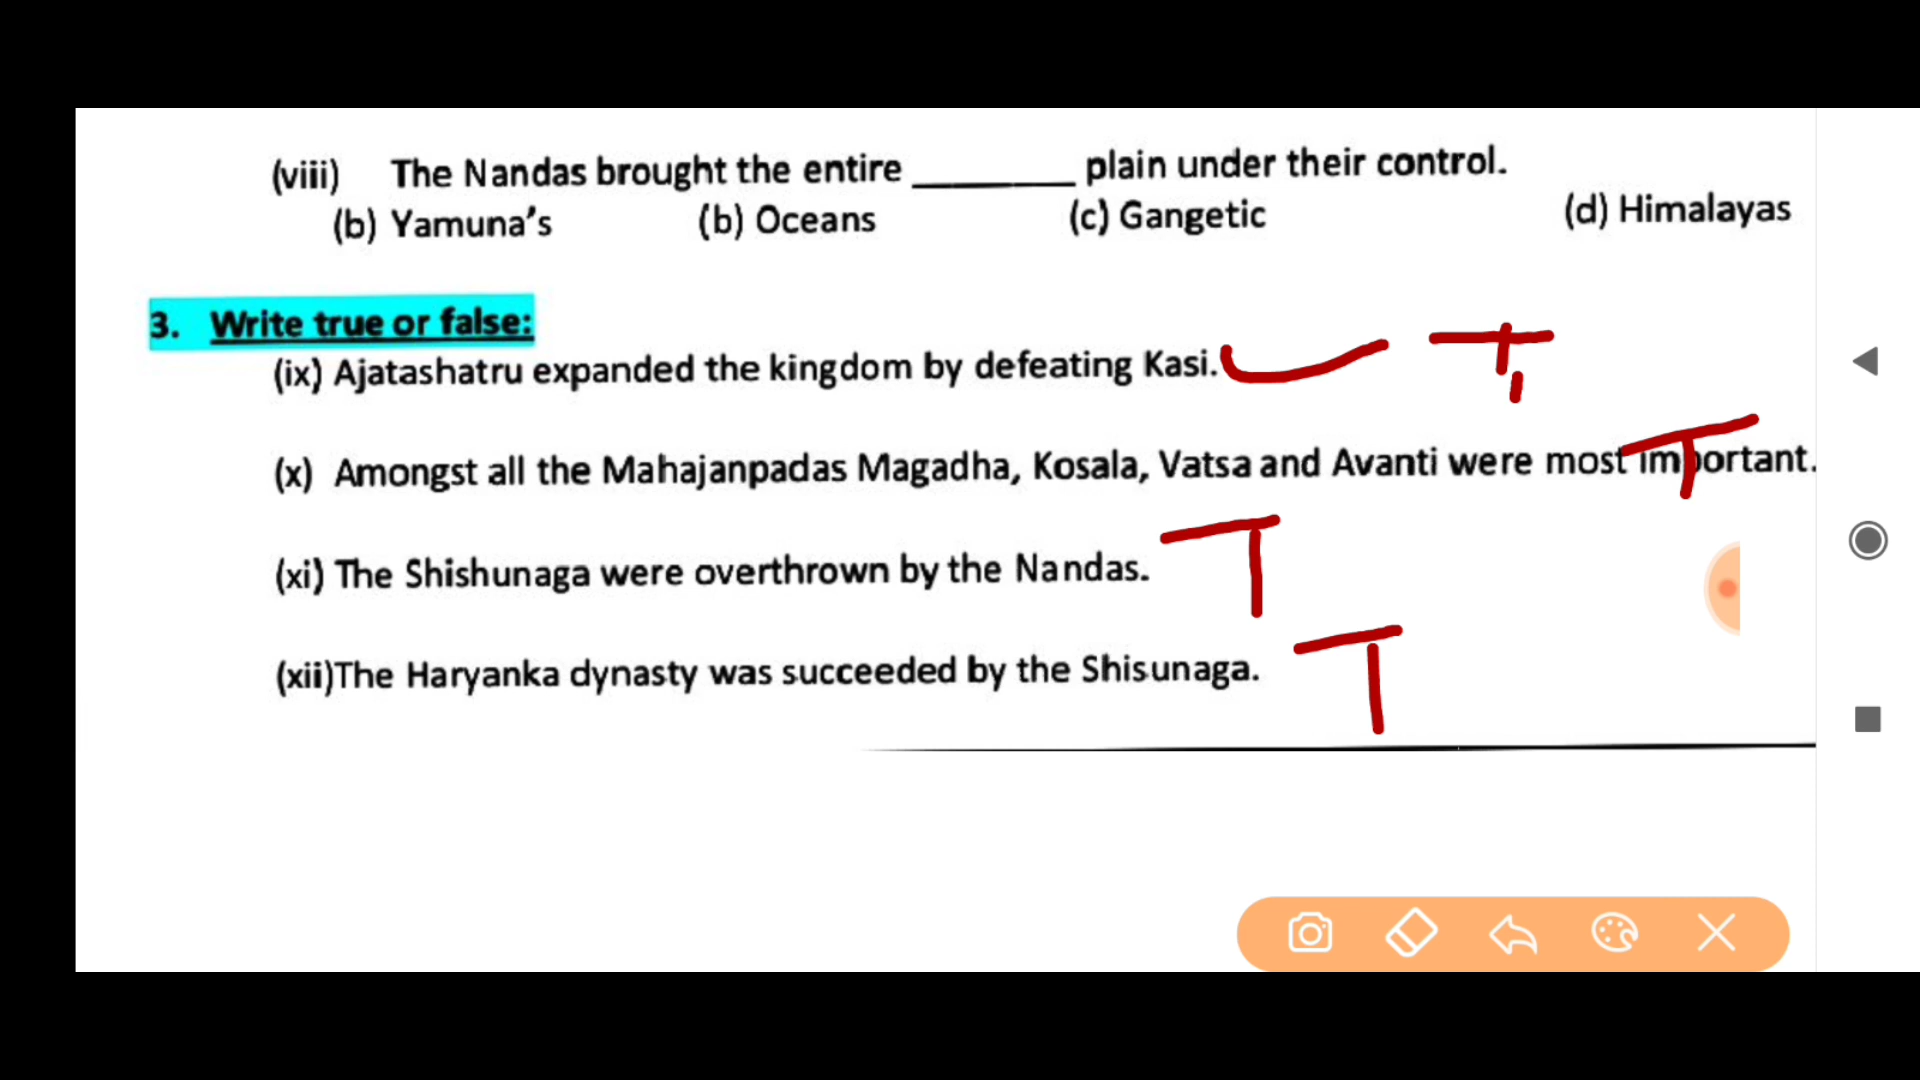 (viii) The Nandas brought the entire ________ plain under their control.
(b) Yamuna's (b) Oceans (c) Gangetic (d) Himalayas
3. Write true or false:
(ix) Ajatashatru expanded the kingdom by defeating Kasi. T
(x) Amongst all the Mahajanpadas Magadha, Kosala, Vatsa and Avanti were most important. T
(xi) The Shishunaga were overthrown by the Nandas. T
(xii)The Haryanka dynasty was succeeded by the Shisunaga. T